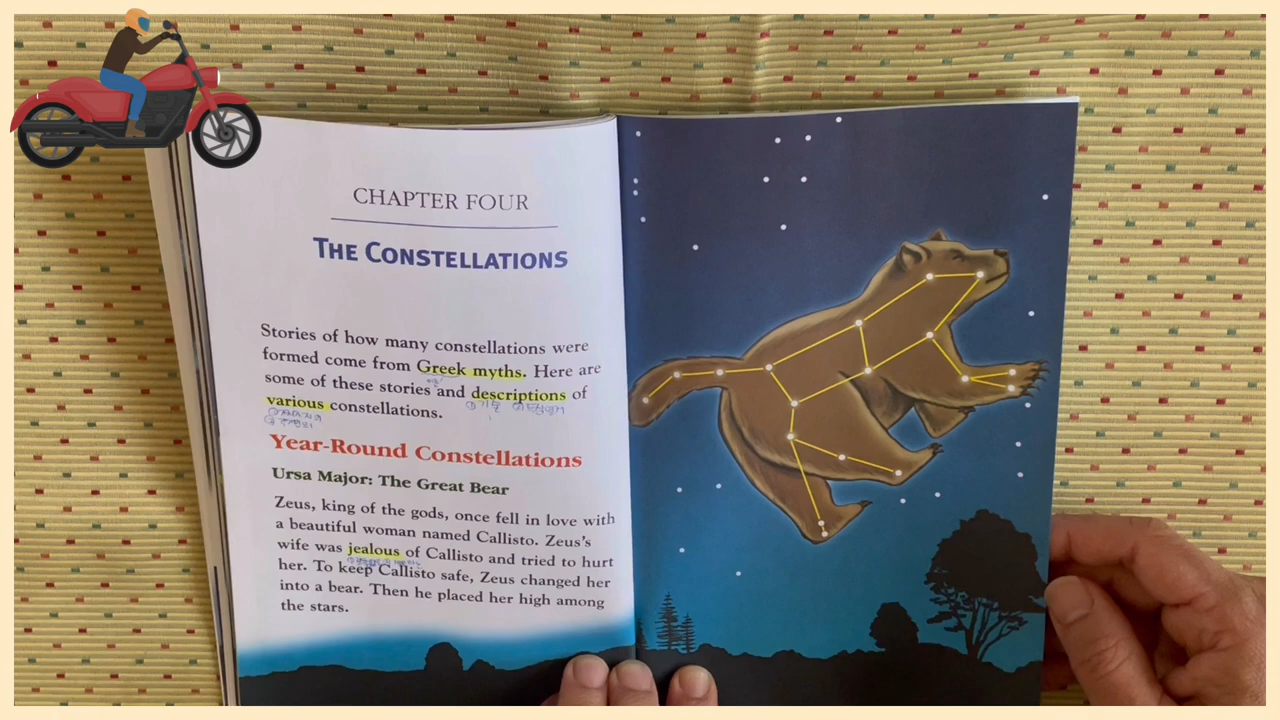 CHAPTER FOUR
THE CONSTELLATIONS
Stories of how many constellations were
formed come from Greek myths. Here are
some of these stories and descriptions of
various constellations.
Year-Round Constellations
Ursa Major: The Great Bear
Zeus, king of the gods, once fell in love with
a beautiful woman named Callisto. Zeus's
wife was jealous of Callisto and tried to hurt
her. To keep Callisto safe, Zeus changed her
into a bear. Then he placed her high among
the stars.